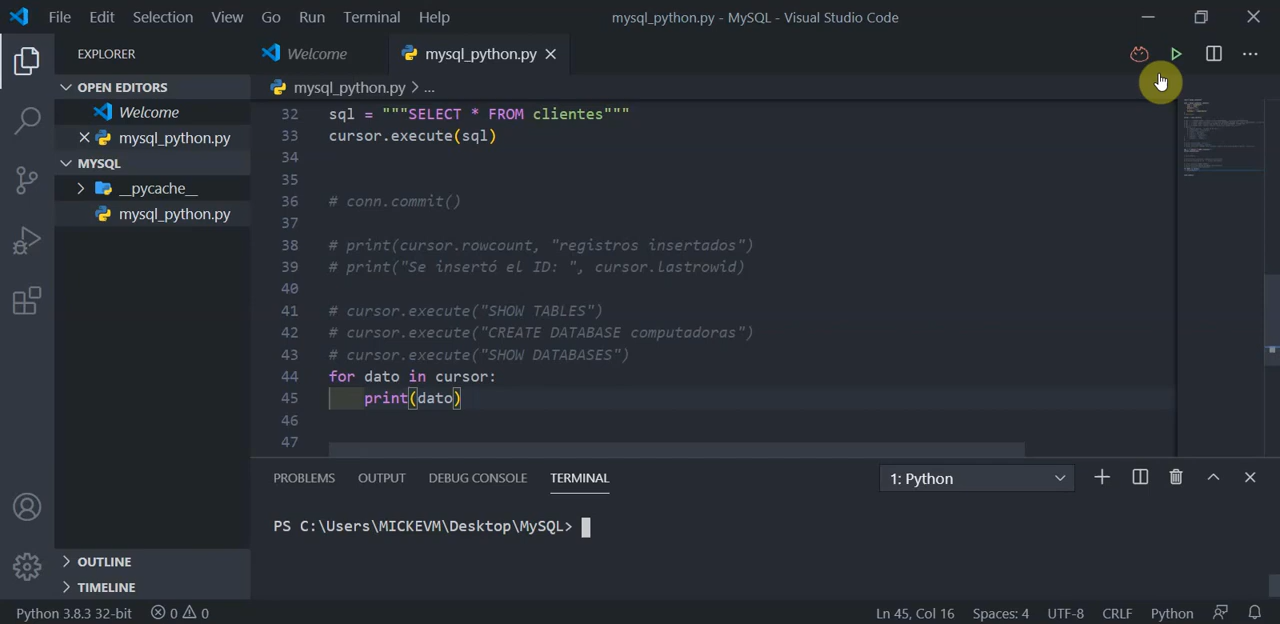 File Edit Selection View Go Run Terminal Help mysql_python.py - MySQL - Visual Studio Code
EXPLORER
OPEN EDITORS
Welcome
mysql_python.py
MYSQL
__pycache__
mysql_python.py
OUTLINE
TIMELINE
Welcome mysql_python.py
mysql_python.py > ...
32 sql = """SELECT * FROM clientes"""
33 cursor.execute(sql)
34
35
36 # conn.commit()
37
38 # print(cursor.rowcount, "registros insertados")
39 # print("Se insertó el ID: ", cursor.lastrowid)
40
41 # cursor.execute("SHOW TABLES")
42 # cursor.execute("CREATE DATABASE computadoras")
43 # cursor.execute("SHOW DATABASES")
44 for dato in cursor:
45 print(dato)
46
47
PROBLEMS OUTPUT DEBUG CONSOLE TERMINAL 1: Python
PS C:\Users\MICKEVM\Desktop\MySQL>
Python 3.8.3 32-bit 0 0 Ln 45, Col 16 Spaces: 4 UTF-8 CRLF Python